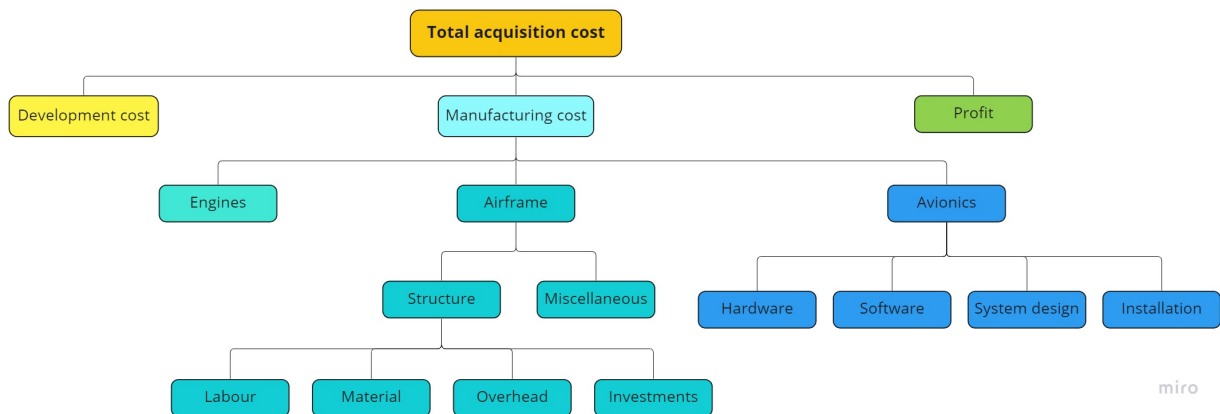 Total acquisition cost
Development cost
Manufacturing cost
Profit
Engines
Airframe
Avionics
Structure
Miscellaneous
Hardware
Software
System design
Installation
Labour
Material
Overhead
Investments
miro